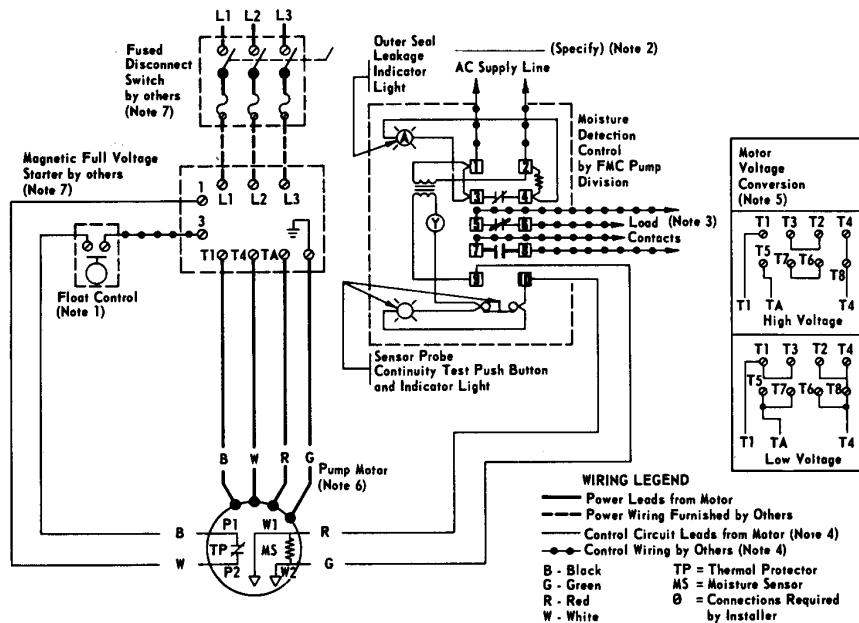 L1 L2 L3
Fused
Disconnect
Switch
by others
(Note 7)
Outer Seal
Leakage
Indicator
Light
(Specify) (Note 2)
AC Supply Line
Moisture
Detection
Control
by FMC Pump
Division
A
1 2
3 4
5 6
7 8
9
Y
Load (Note 3)
Contacts
Magnetic Full Voltage
Starter by others
(Note 7)
1
3
L1 L2 L3
T1 T4 TA
Float Control
(Note 1)
Sensor Probe
Continuity Test Push Button
and Indicator Light
Motor
Voltage
Conversion
(Note 5)
T1 T3 T2 T4
T5 T7 T6 T8
T1 TA T4
High Voltage
T1 T3 T2 T4
T5 T7 T6 T8
T1 TA T4
Low Voltage
B W R G
Pump Motor
(Note 6)
B P1 W1 R
TP MS
W P2 W2 G
WIRING LEGEND
Power Leads from Motor
Power Wiring Furnished by Others
Control Circuit Leads from Motor (Note 4)
Control Wiring by Others (Note 4)
B - Black
G - Green
R - Red
W - White
TP = Thermal Protector
MS = Moisture Sensor
0 = Connections Required
by Installer